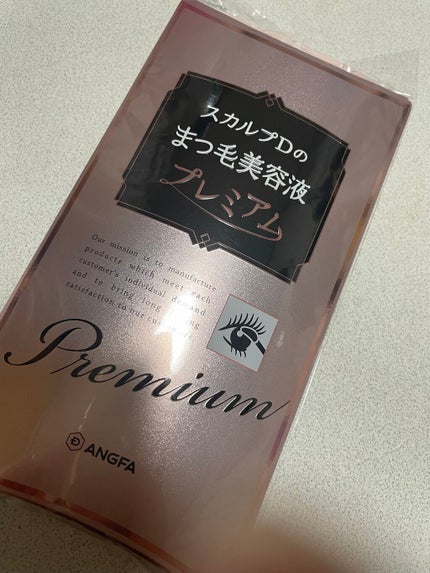 スカルプDの
まつ毛美容液
プレミアム
Our mission is to manufacture
products which meet each
customer's individual demand
and to bring long lasting
satisfaction to our customers
Premium
ANGFA